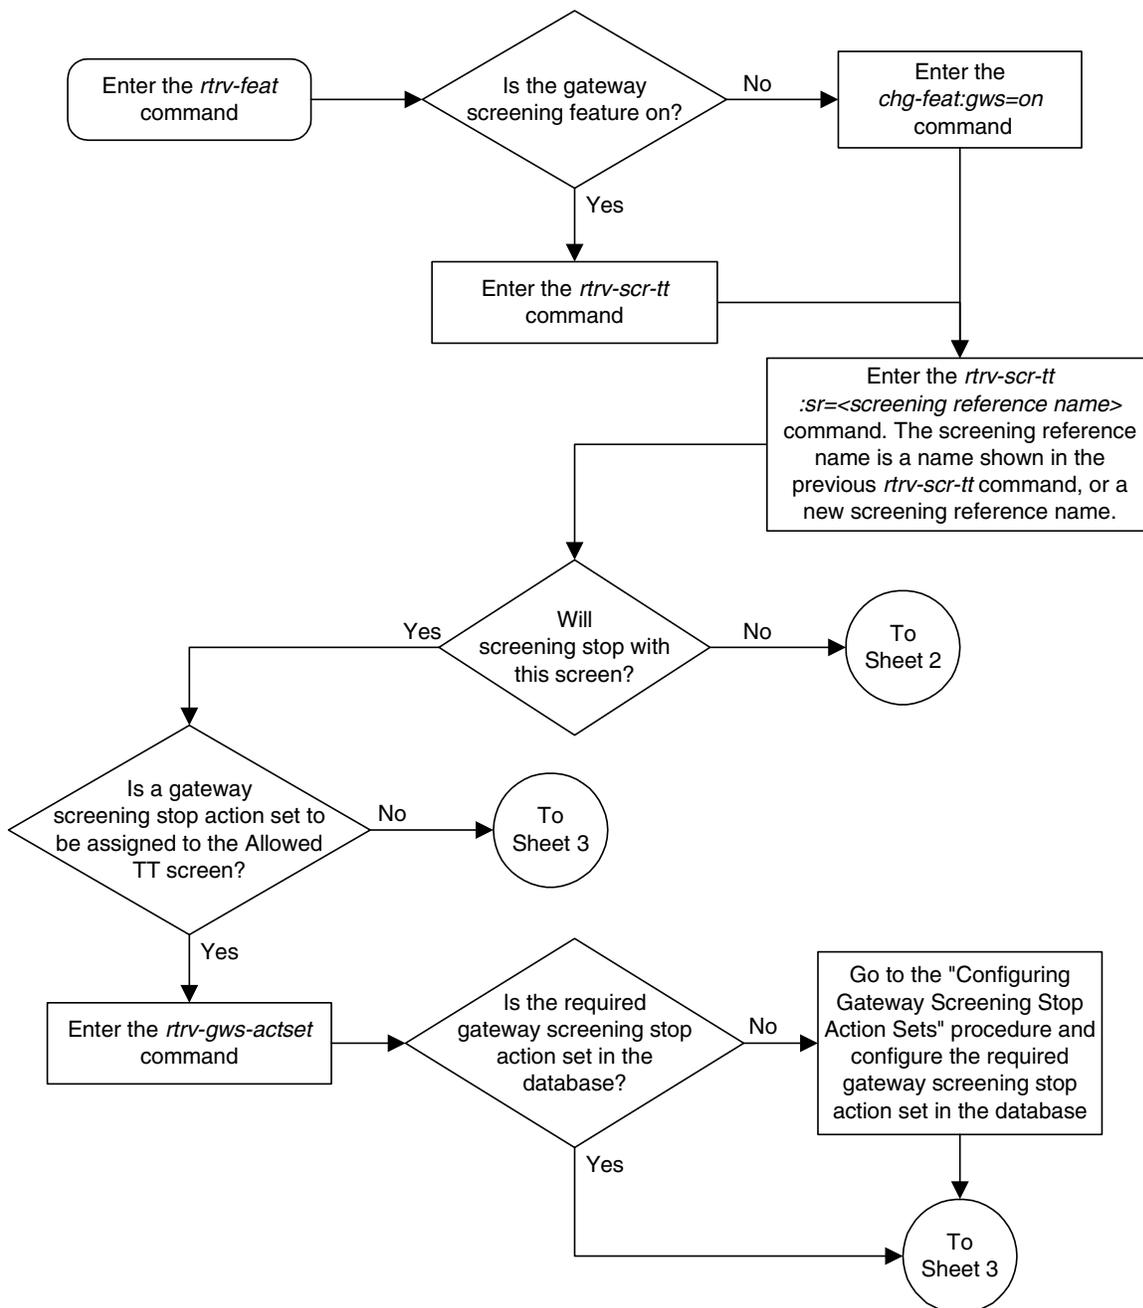 Enter the rtrv-feat
command
Is the gateway
screening feature on?
No
Enter the
chg-feat:gws=on
command
Yes
Enter the rtrv-scr-tt
command
Enter the rtrv-scr-tt
:sr=<screening reference name>
command. The screening reference
name is a name shown in the
previous rtrv-scr-tt command, or a
new screening reference name.
Will
screening stop with
this screen?
Yes
No
To
Sheet 2
Is a gateway
screening stop action set to
be assigned to the Allowed
TT screen?
No
To
Sheet 3
Yes
Enter the rtrv-gws-actset
command
Is the required
gateway screening stop
action set in the
database?
No
Go to the "Configuring
Gateway Screening Stop
Action Sets" procedure and
configure the required
gateway screening stop
action set in the database
Yes
To
Sheet 3